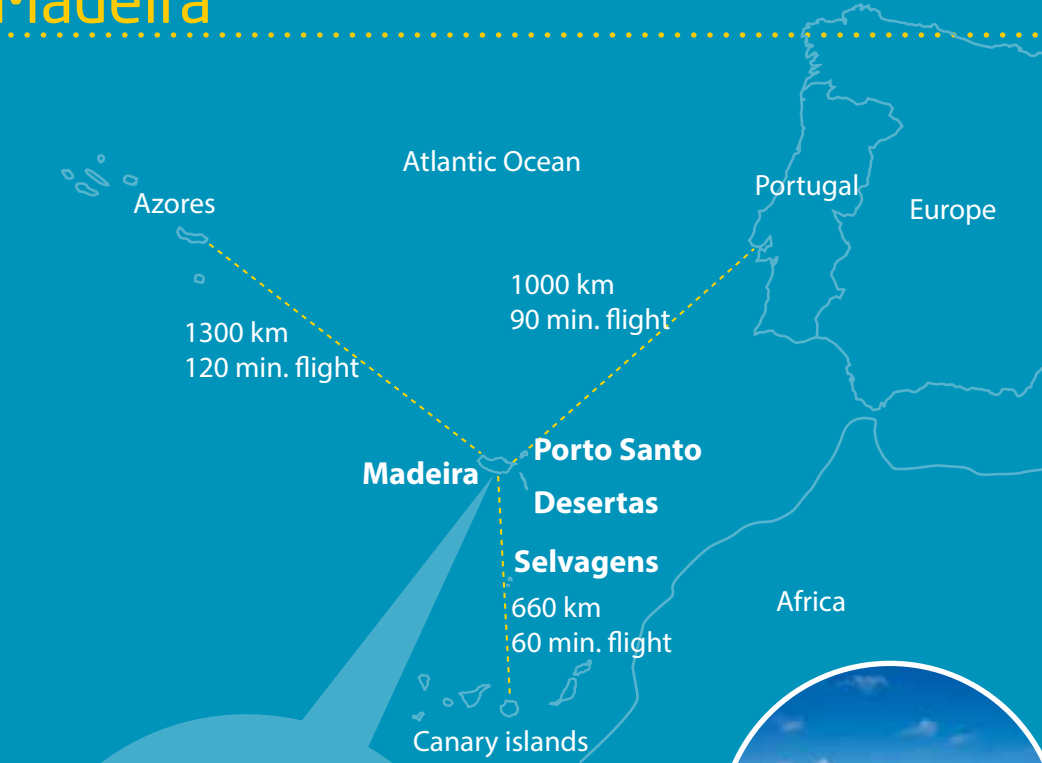 Madeira
Atlantic Ocean
Portugal
Azores
Europe
1000 km
90 min. flight
1300 km
120 min. flight
Porto Santo
Madeira
Desertas
Selvagens
660 km
60 min. flight
Africa
Canary islands